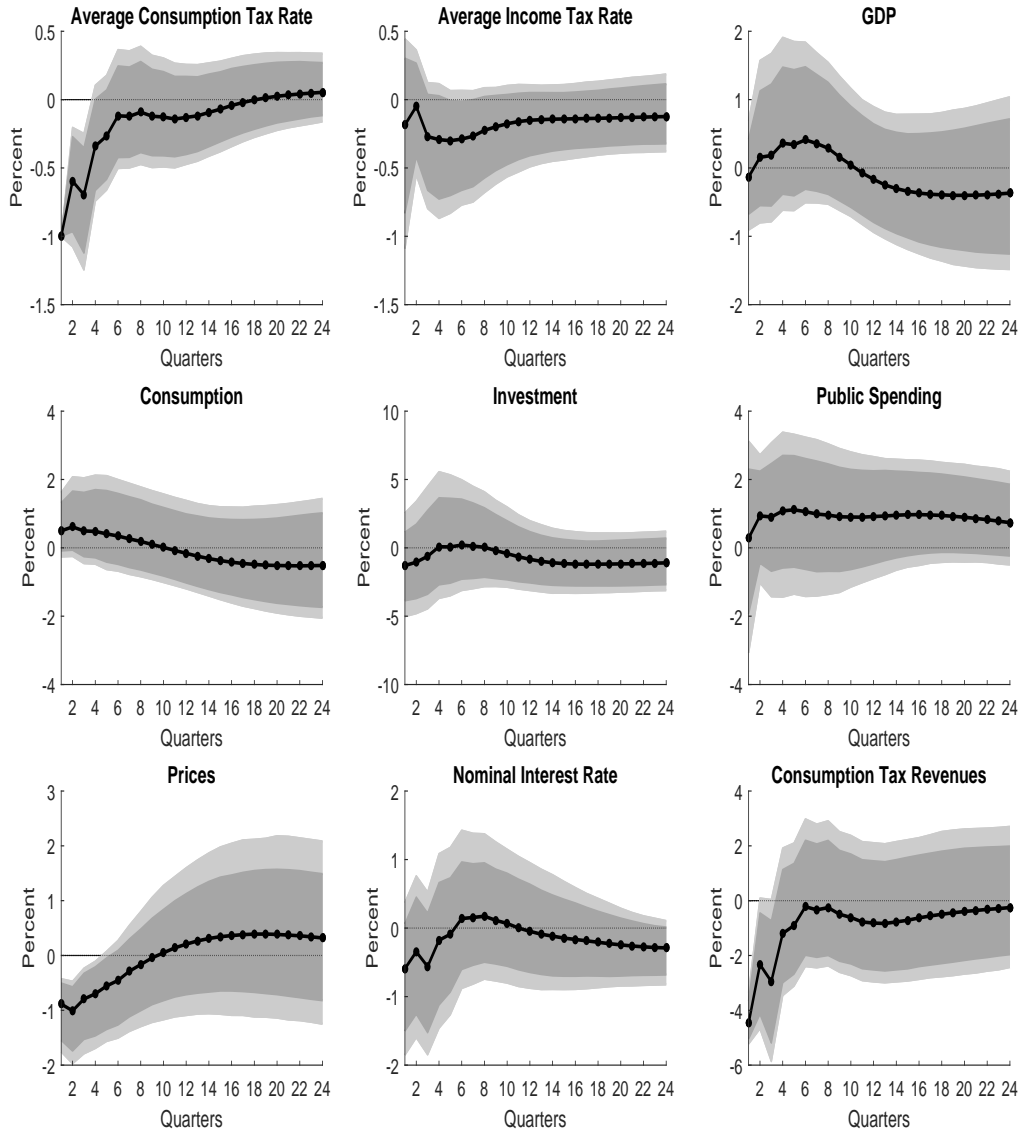 Average Consumption Tax Rate
Percent
0.5
0
-0.5
-1
-1.5
2 4 6 8 10 12 14 16 18 20 22 24
Quarters
Average Income Tax Rate
Percent
0.5
0
-0.5
-1
-1.5
2 4 6 8 10 12 14 16 18 20 22 24
Quarters
GDP
Percent
2
1
0
-1
-2
2 4 6 8 10 12 14 16 18 20 22 24
Quarters
Consumption
Percent
4
2
0
-2
-4
2 4 6 8 10 12 14 16 18 20 22 24
Quarters
Investment
Percent
10
5
0
-5
-10
2 4 6 8 10 12 14 16 18 20 22 24
Quarters
Public Spending
Percent
4
2
0
-2
-4
2 4 6 8 10 12 14 16 18 20 22 24
Quarters
Prices
Percent
3
2
1
0
-1
-2
2 4 6 8 10 12 14 16 18 20 22 24
Quarters
Nominal Interest Rate
Percent
2
1
0
-1
-2
2 4 6 8 10 12 14 16 18 20 22 24
Quarters
Consumption Tax Revenues
Percent
4
2
0
-2
-4
-6
2 4 6 8 10 12 14 16 18 20 22 24
Quarters